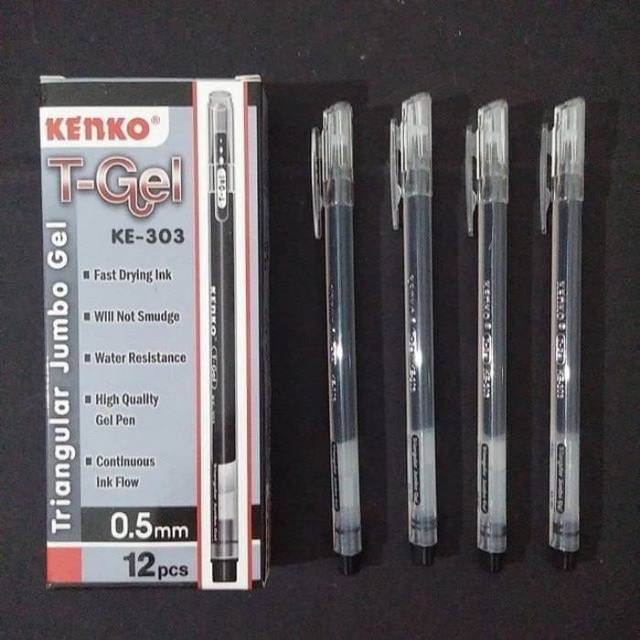 KENKO®
T-Gel
KE-303
Triangular Jumbo Gel
Fast Drying Ink
Will Not Smudge
Water Resistance
High Quality
Gel Pen
Continuous
Ink Flow
0.5mm
12pcs
KENKO